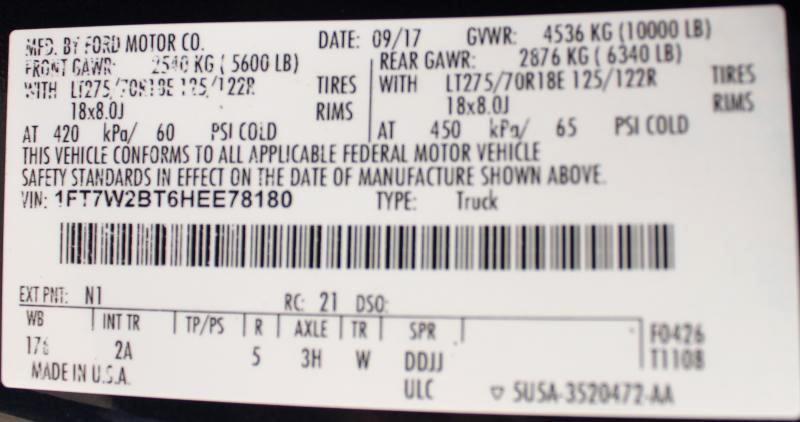 MFD. BY FORD MOTOR CO. DATE: 09/17 GVWR: 4536 KG (10000 LB)
FRONT GAWR: 2540 KG ( 5600 LB) REAR GAWR: 2876 KG ( 6340 LB)
WITH LT275/70R18E 125/122R TIRES WITH LT275/70R18E 125/122R TIRES
18x8.0J RIMS 18x8.0J RIMS
AT 420 kPa/ 60 PSI COLD AT 450 kPa/ 65 PSI COLD
THIS VEHICLE CONFORMS TO ALL APPLICABLE FEDERAL MOTOR VEHICLE
SAFETY STANDARDS IN EFFECT ON THE DATE OF MANUFACTURE SHOWN ABOVE.
VIN: 1FT7W2BT6HEE78180 TYPE: Truck
EXT PNT: N1 RC: 21 DSO:
WB INT TR TP/PS R AXLE TR SPR F0426
176 2A 5 3H W DDJJ T1108
MADE IN U.S.A. ULC 5U5A-3520472-AA